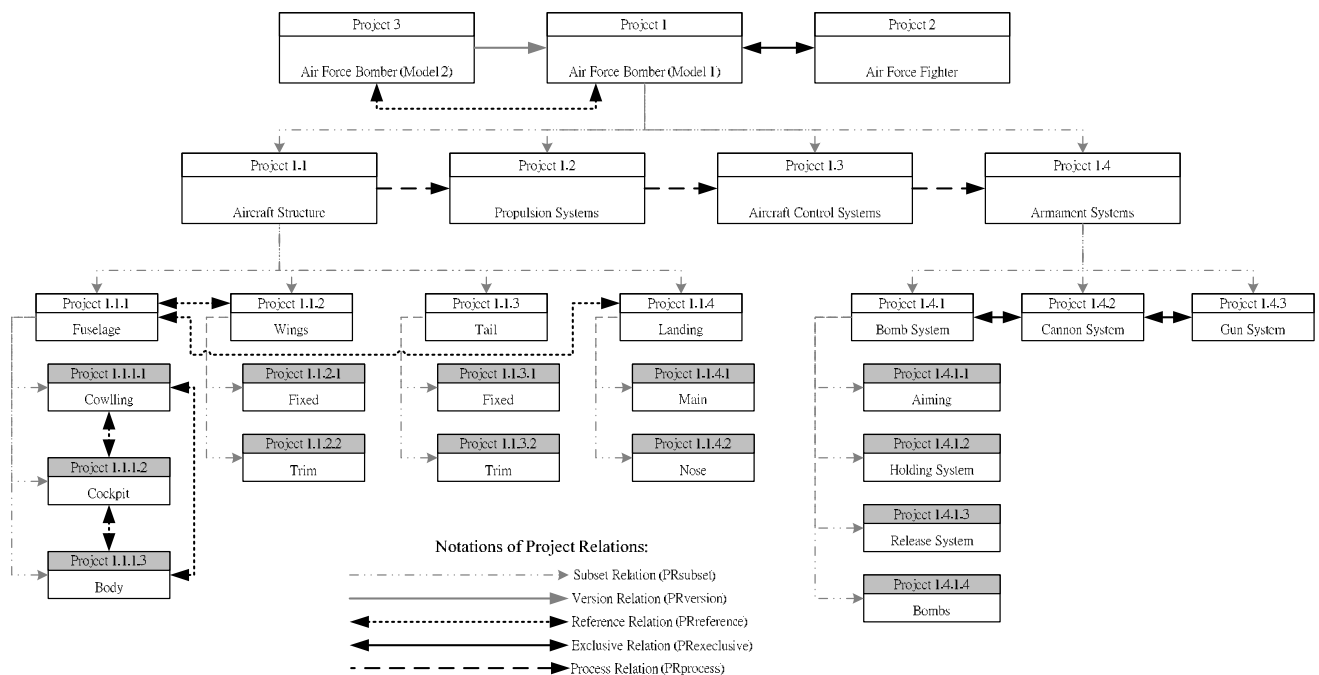 Project 3
Air Force Bomber (Model 2)
Project 1
Air Force Bomber (Model 1)
Project 2
Air Force Fighter
Project 1.1
Aircraft Structure
Project 1.2
Propulsion Systems
Project 1.3
Aircraft Control Systems
Project 1.4
Armament Systems
Project 1.1.1
Fuselage
Project 1.1.2
Wings
Project 1.1.3
Tail
Project 1.1.4
Landing
Project 1.4.1
Bomb System
Project 1.4.2
Cannon System
Project 1.4.3
Gun System
Project 1.1.1.1
Cowlling
Project 1.1.2.1
Fixed
Project 1.1.3.1
Fixed
Project 1.1.4.1
Main
Project 1.4.1.1
Aiming
Project 1.1.1.2
Cockpit
Project 1.1.2.2
Trim
Project 1.1.3.2
Trim
Project 1.1.4.2
Nose
Project 1.4.1.2
Holding System
Project 1.4.1.3
Release System
Project 1.1.1.3
Body
Project 1.4.1.4
Bombs
Notations of Project Relations:
Subset Relation (PRsubset)
Version Relation (PRversion)
Reference Relation (PRreference)
Exclusive Relation (PRexeclusive)
Process Relation (PRprocess)